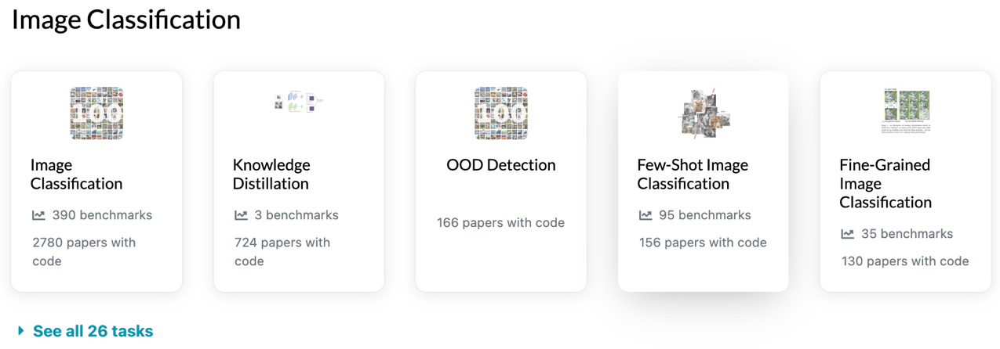 Image Classification
Image
Classification
390 benchmarks
2780 papers with
code
Knowledge
Distillation
3 benchmarks
724 papers with
code
OOD Detection
166 papers with code
Few-Shot Image
Classification
95 benchmarks
156 papers with code
Fine-Grained
Image
Classification
35 benchmarks
130 papers with code
See all 26 tasks